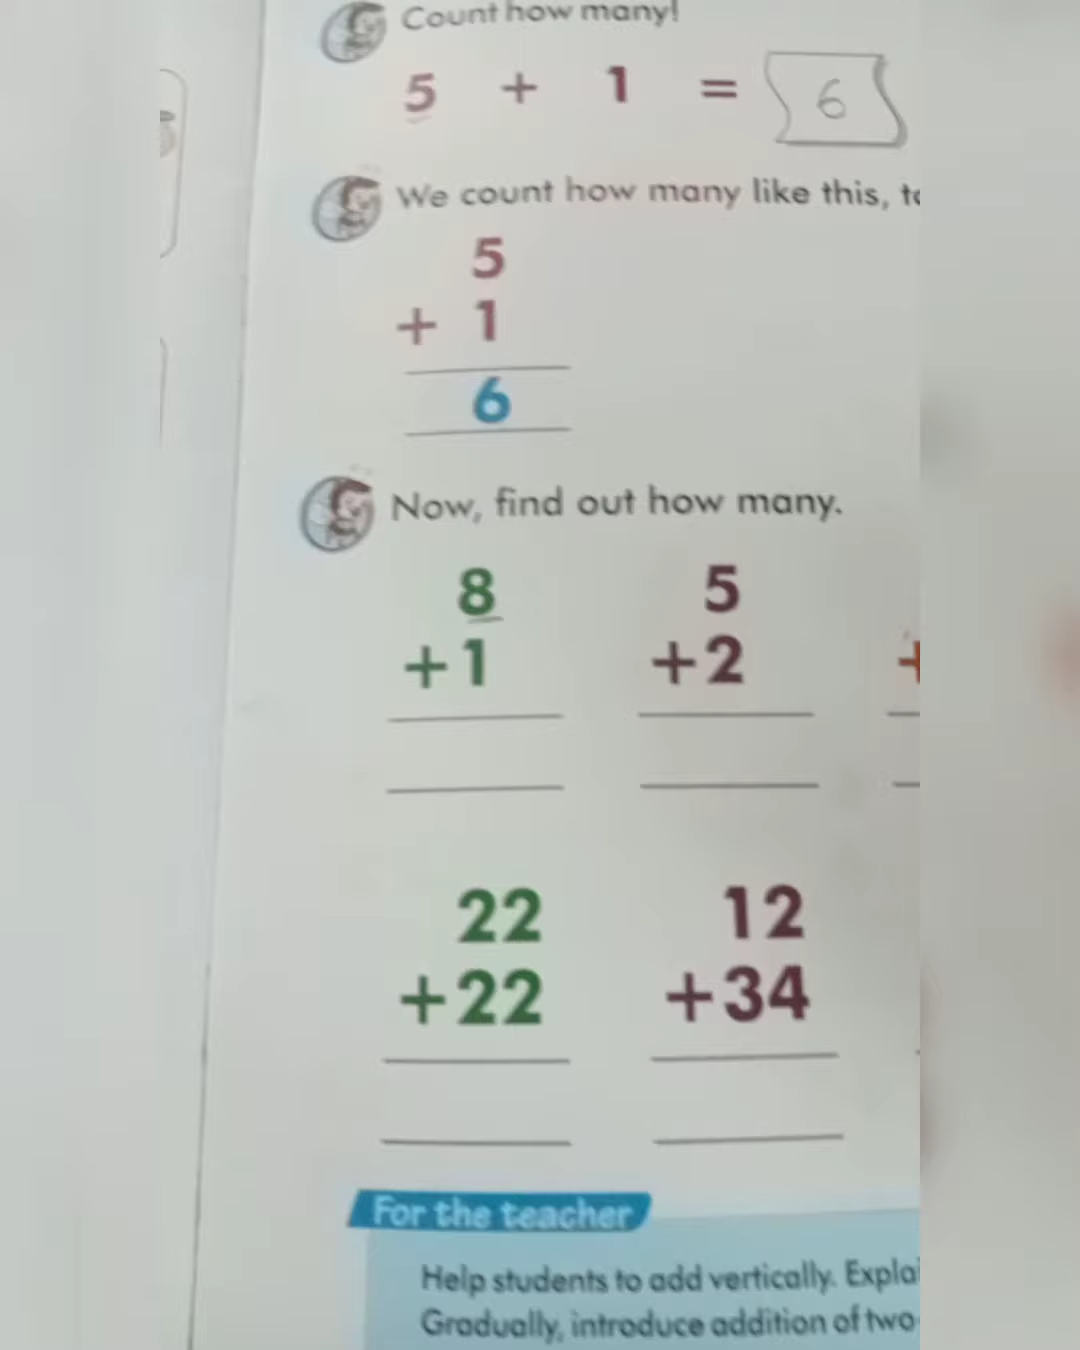 Count how many!
5 + 1 = 6
We count how many like this,
5
+ 1
6
Now, find out how many.
8 5
+1 +2 +
22 12
+22 +34
For the teacher
Help students to add vertically.
Gradually, introduce addition of two